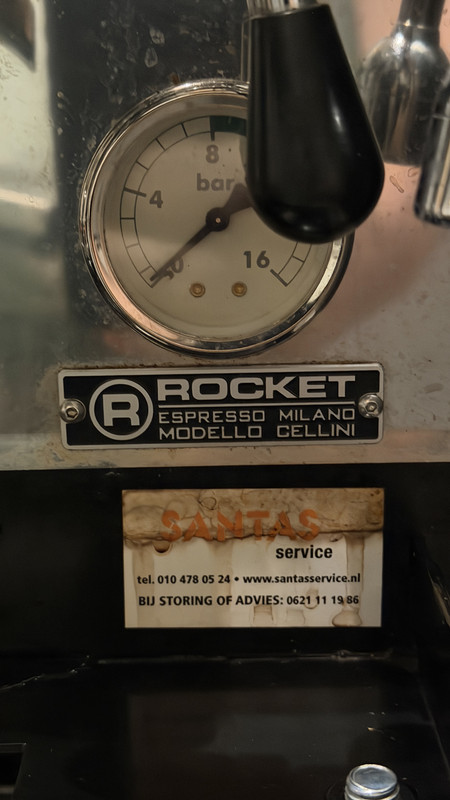 8
bar
4
0
16
R
ROCKET
ESPRESSO MILANO
MODELLO CELLINI
SANTAS
service
tel. 010 478 05 24 • www.santasservice.nl
BIJ STORING OF ADVIES: 0621 11 19 86